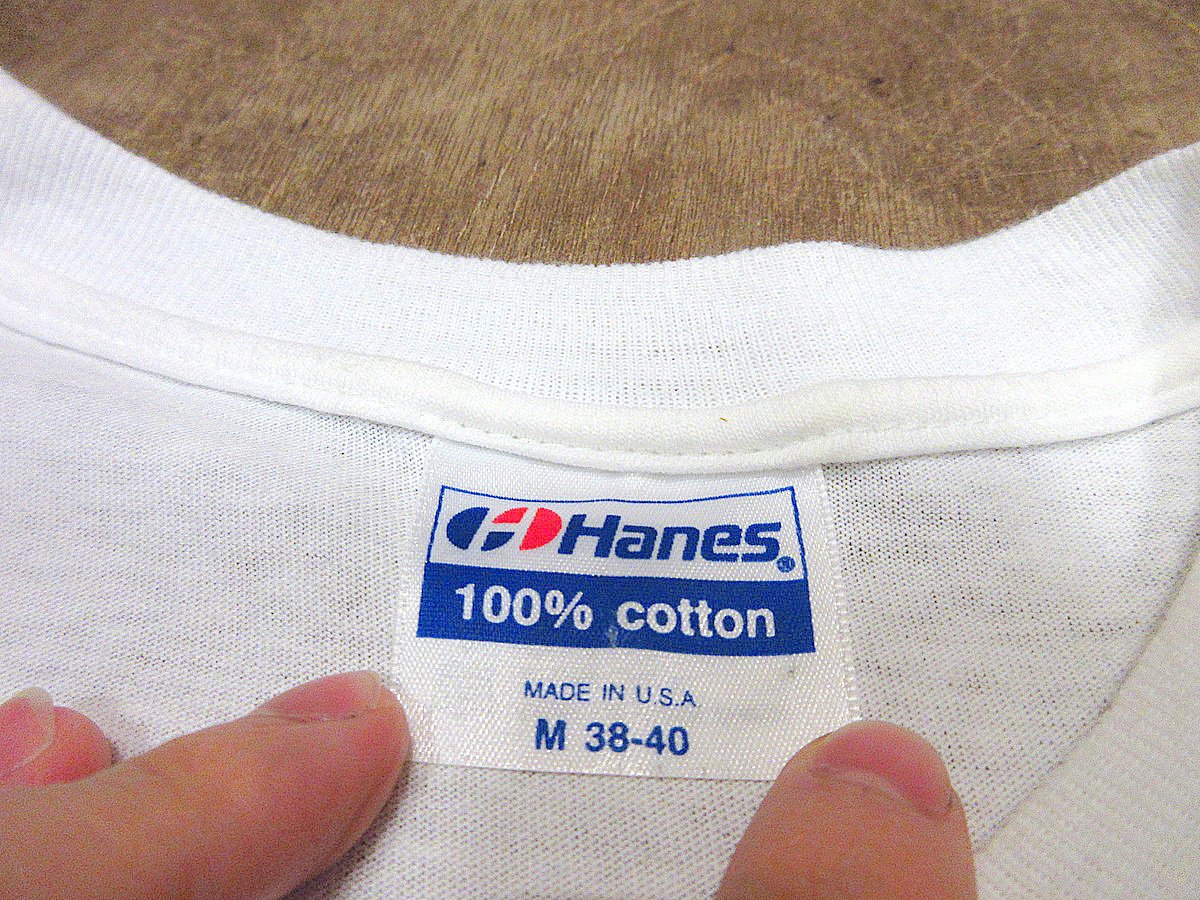 Hanes®
100% cotton
MADE IN U.S.A
M 38-40